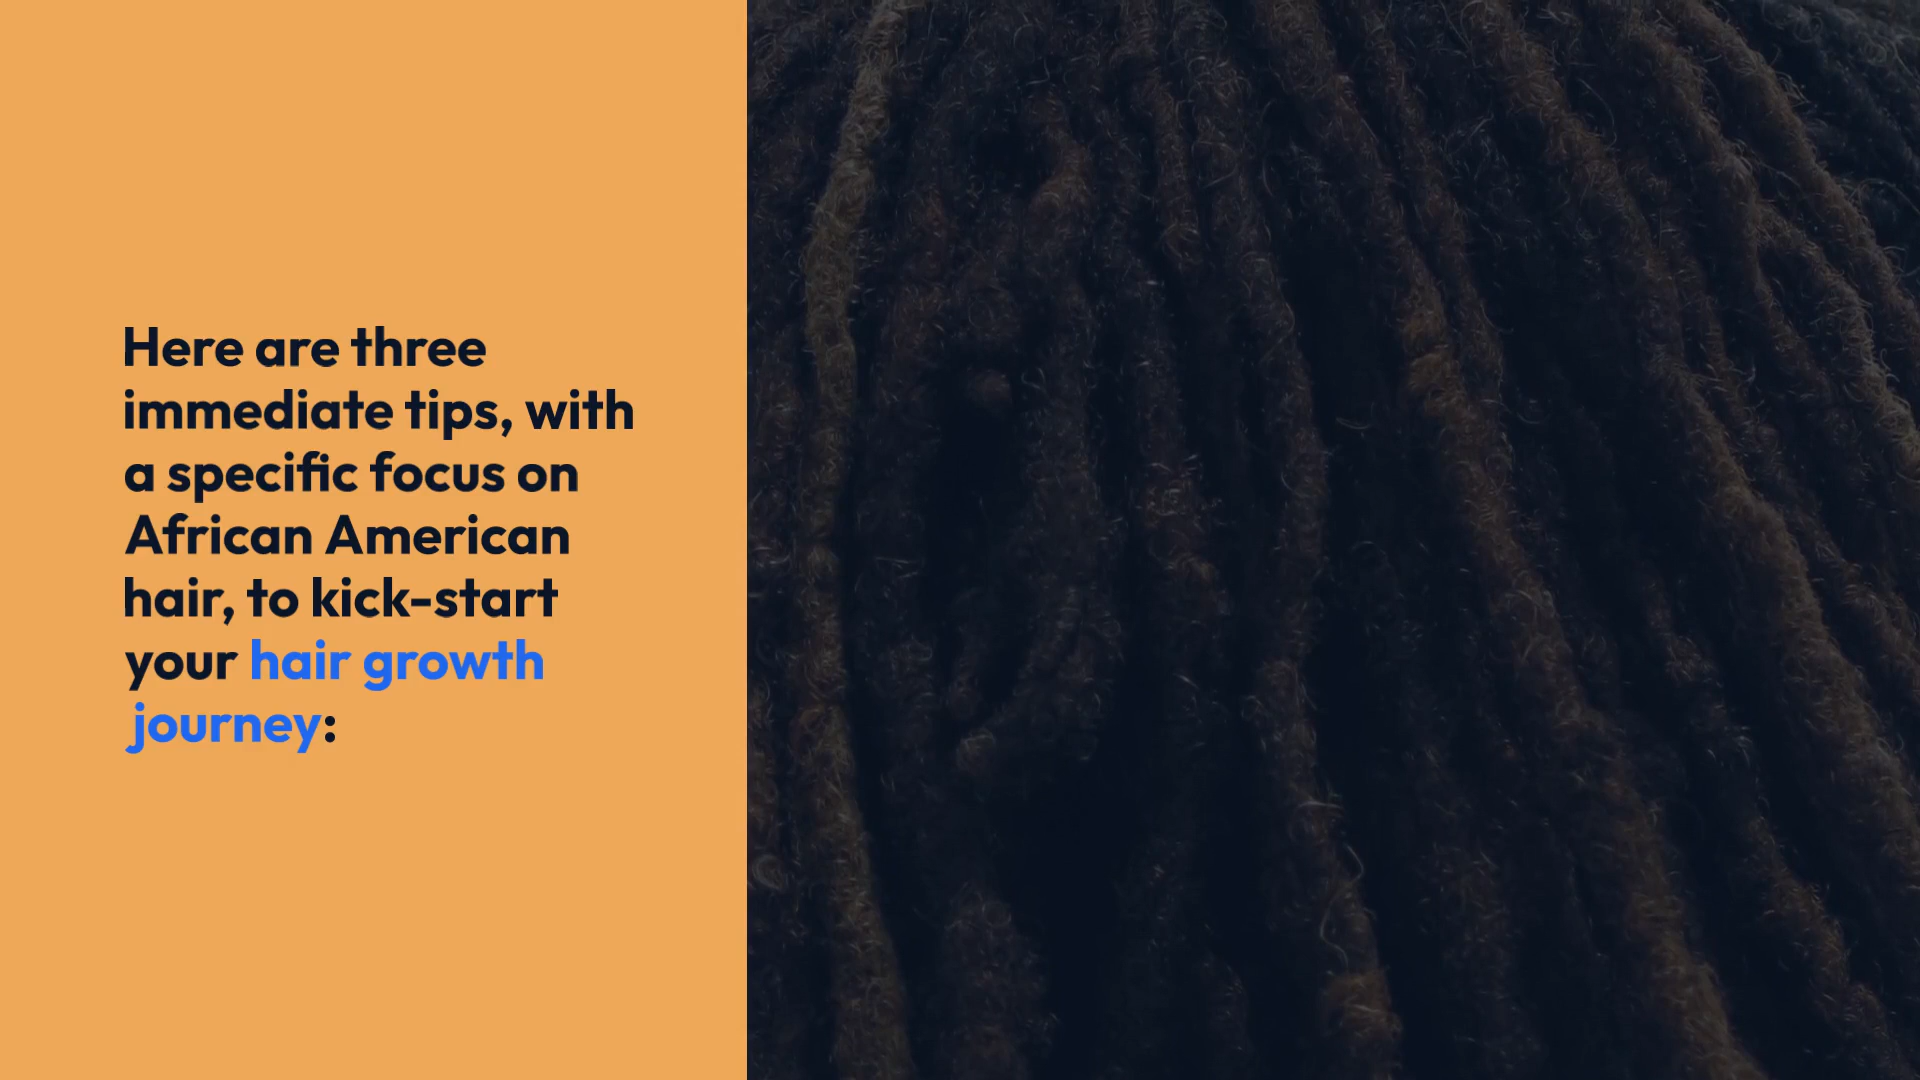 Here are three
immediate tips, with
a specific focus on
African American
hair, to kick-start
your hair growth
journey: